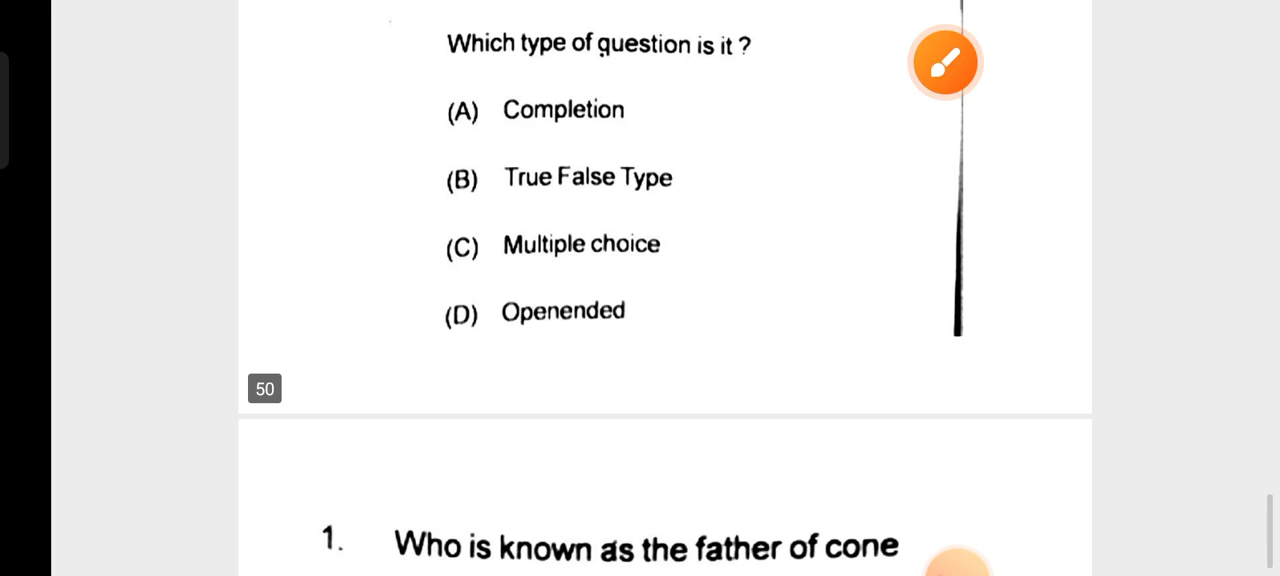 Which type of question is it ?
(A) Completion
(B) True False Type
(C) Multiple choice
(D) Openended
50
1. Who is known as the father of cone